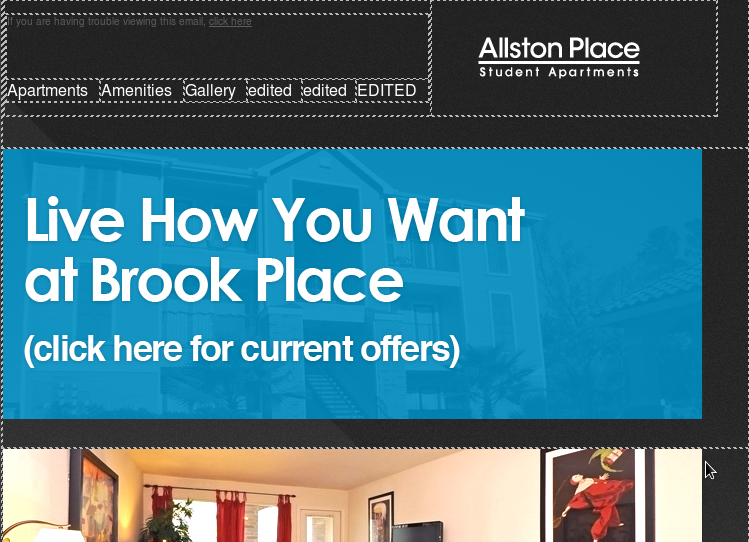 If you are having trouble viewing this email, click here
Allston Place
Student Apartments
Apartments Amenities Gallery edited edited EDITED
Live How You Want
at Brook Place
(click here for current offers)